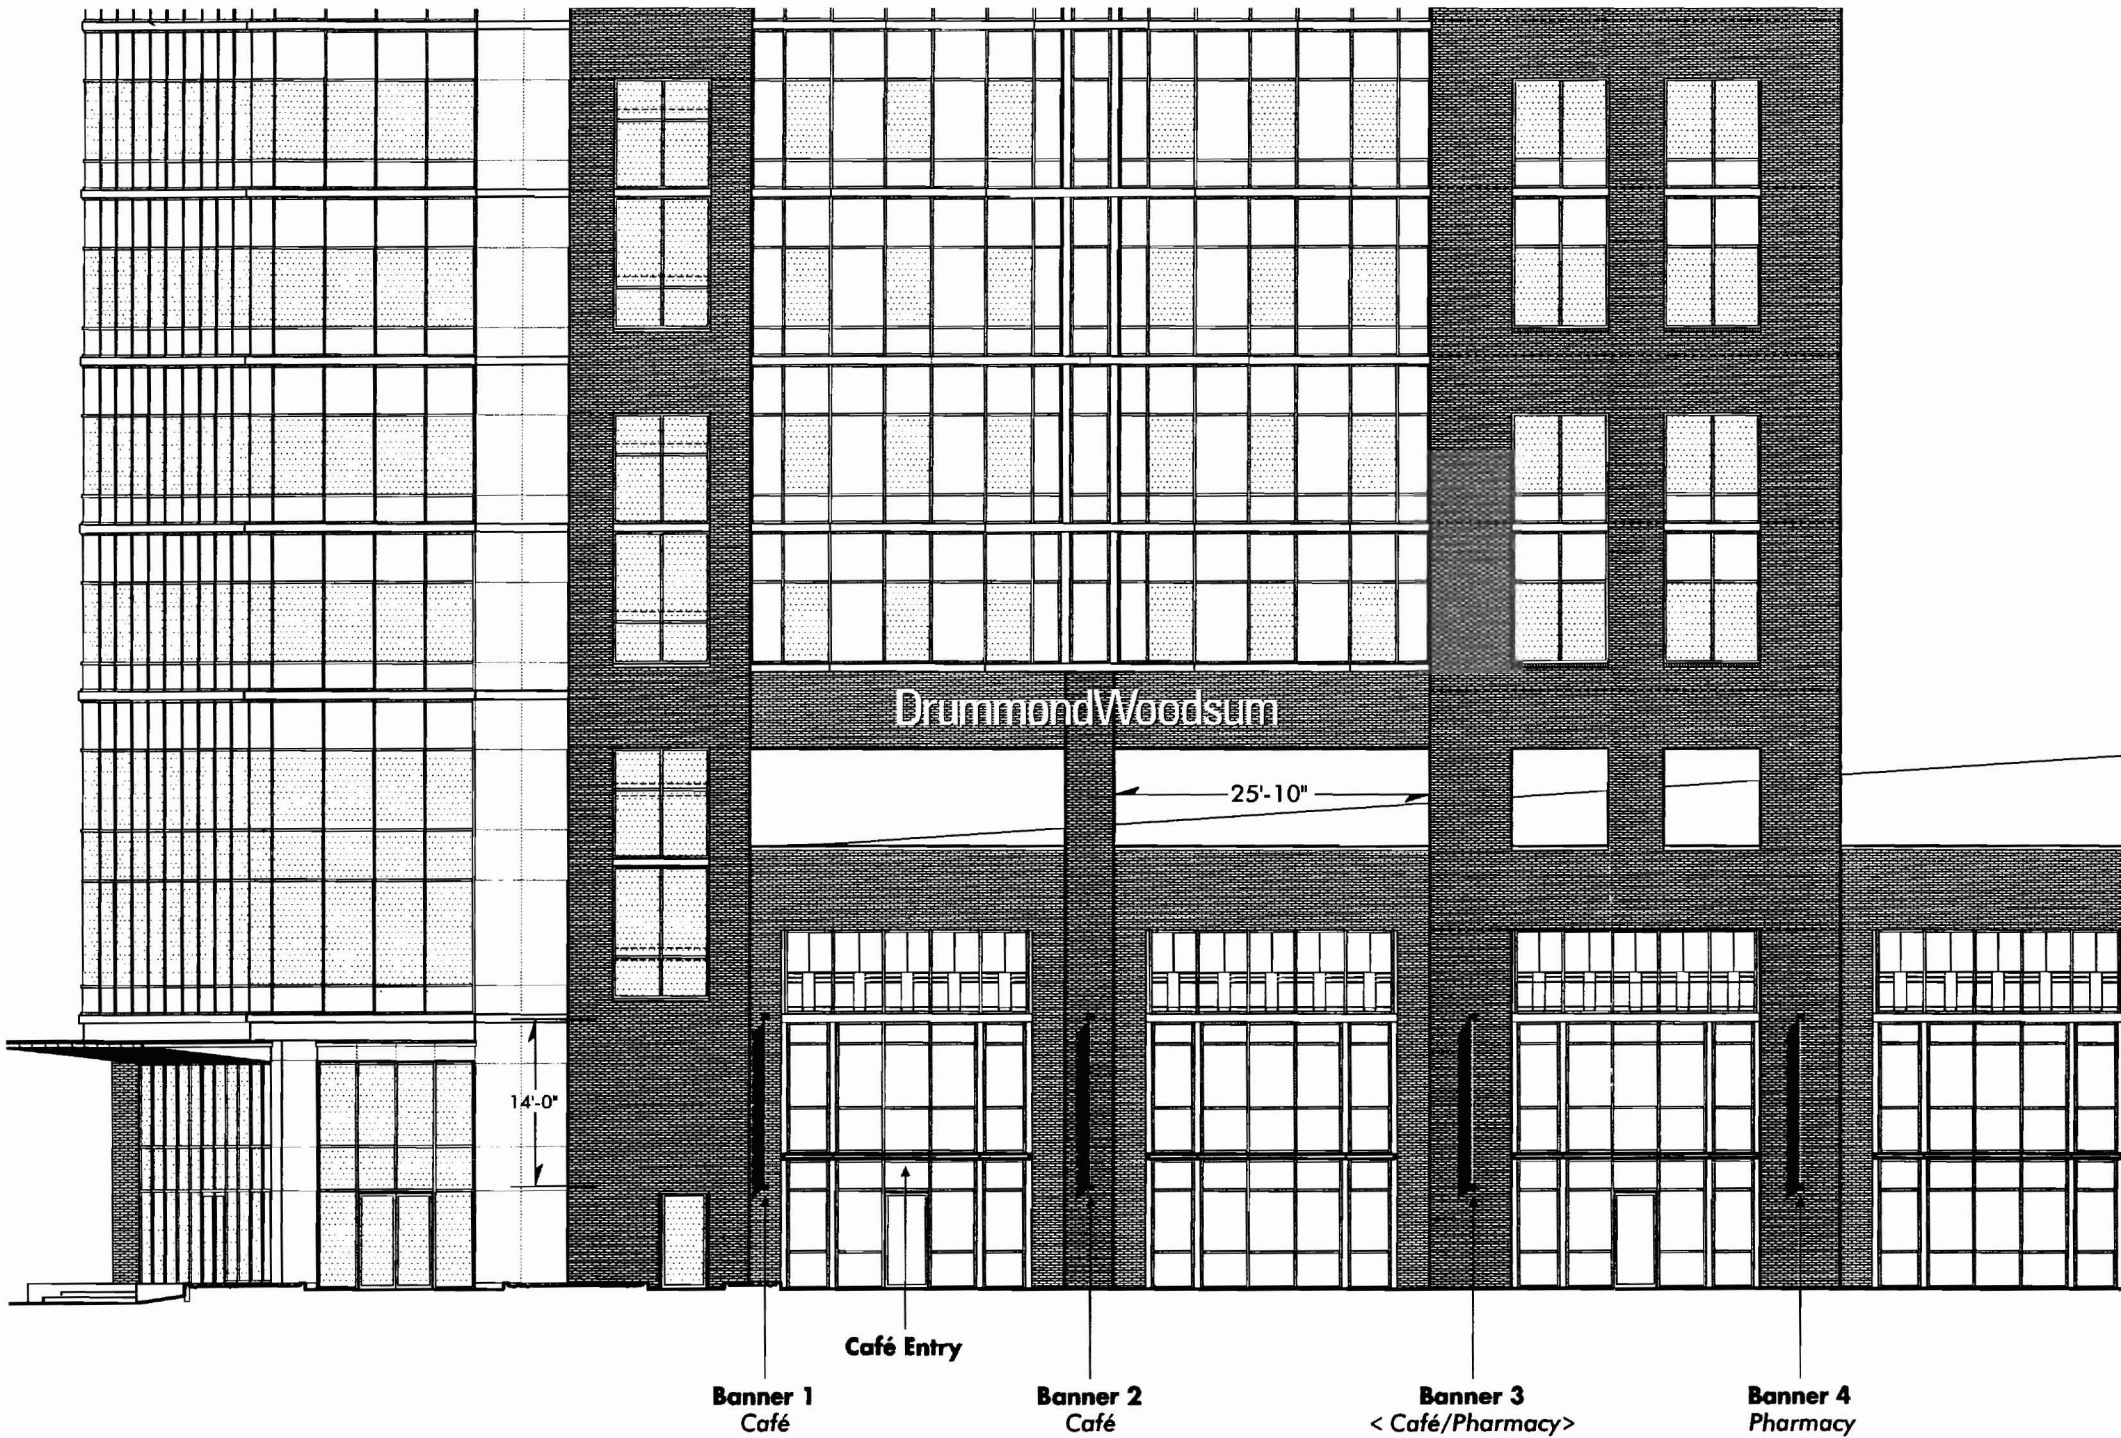 DrummondWoodsum
25'-10"
14'-0"
Café Entry
Banner 1
Café
Banner 2
Café
Banner 3
< Café/Pharmacy>
Banner 4
Pharmacy